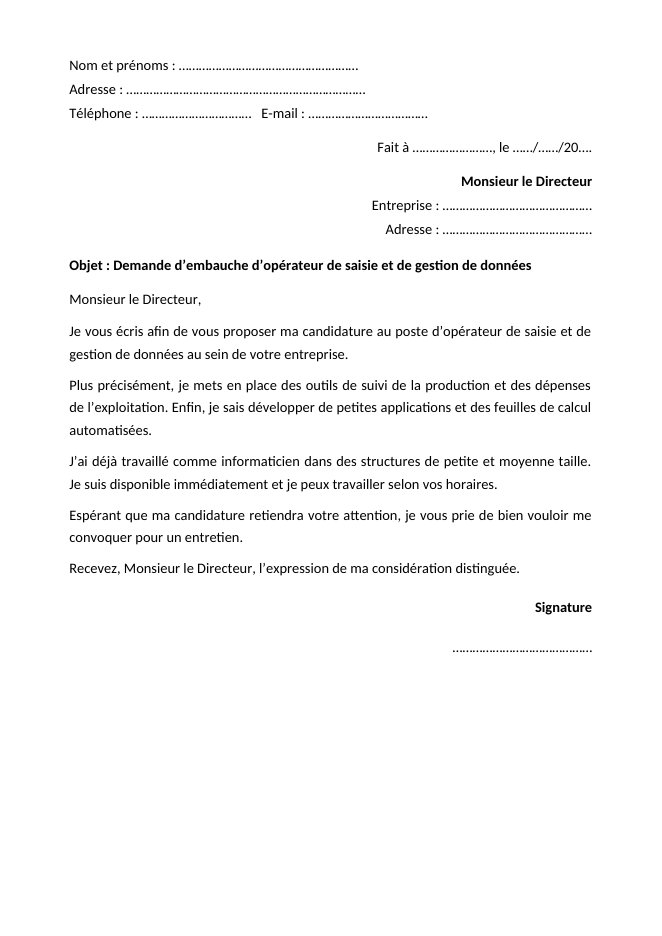 Nom et prénoms : ……………………………………………..
Adresse : ……………………………………………………………..
Téléphone : …………………………… E-mail : ……………………………..
Fait à ……………………, le ……/……/20….
Monsieur le Directeur
Entreprise : ………………………………………
Adresse : ………………………………………
Objet : Demande d’embauche d’opérateur de saisie et de gestion de données
Monsieur le Directeur,
Je vous écris afin de vous proposer ma candidature au poste d’opérateur de saisie et de
gestion de données au sein de votre entreprise.
Plus précisément, je mets en place des outils de suivi de la production et des dépenses
de l’exploitation. Enfin, je sais développer de petites applications et des feuilles de calcul
automatisées.
J’ai déjà travaillé comme informaticien dans des structures de petite et moyenne taille.
Je suis disponible immédiatement et je peux travailler selon vos horaires.
Espérant que ma candidature retiendra votre attention, je vous prie de bien vouloir me
convoquer pour un entretien.
Recevez, Monsieur le Directeur, l’expression de ma considération distinguée.
Signature
……………………………………